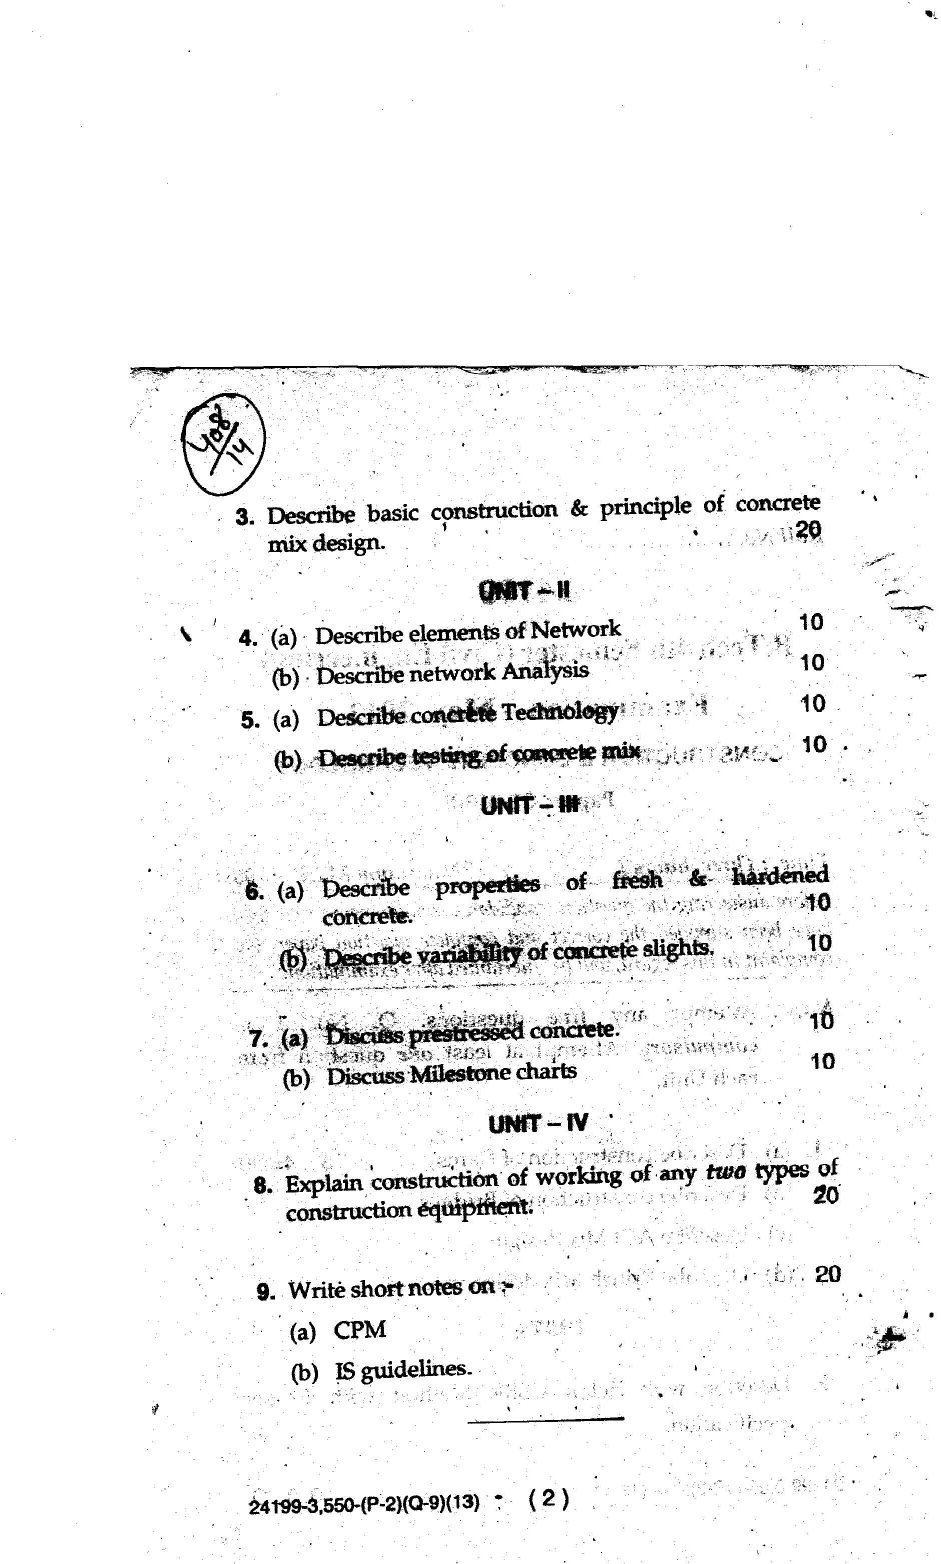 408/14
3. Describe basic construction & principle of concrete
mix design. 20
UNIT – II
4. (a) Describe elements of Network 10
(b) Describe network Analysis 10
5. (a) Describe concrete Technology 10
(b) Describe testing of concrete mix 10
UNIT – III
6. (a) Describe properties of fresh & hardened
concrete. 10
(b) Describe variability of concrete slights. 10
7. (a) Discuss prestressed concrete. 10
(b) Discuss Milestone charts 10
UNIT – IV
8. Explain construction of working of any two types of
construction equipment. 20
9. Write short notes on :- 20
(a) CPM
(b) IS guidelines.
24199-3,550-(P-2)(Q-9)(13) (2)